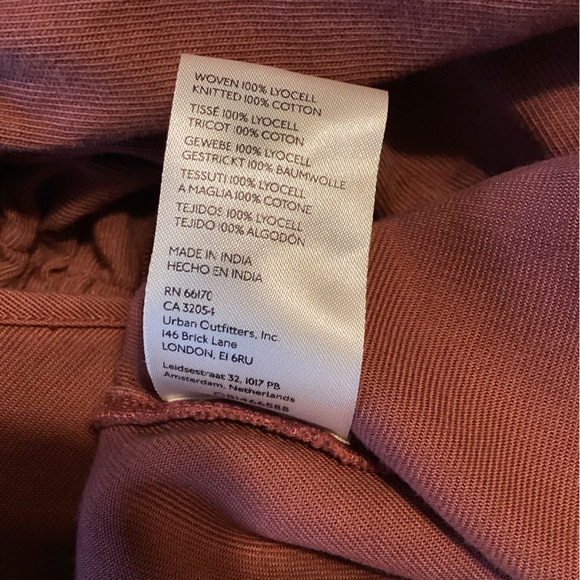 WOVEN 100% LYOCELL
KNITTED 100% COTTON
TISSÉ 100% LYOCELL
TRICOT 100% COTON
GEWEBE 100% LYOCELL
GESTRICKT 100% BAUMWOLLE
TESSUTI 100% LYOCELL
A MAGLIA 100% COTONE
TEJIDOS 100% LYOCELL
TEJIDO 100% ALGODÓN
MADE IN INDIA
HECHO EN INDIA
RN 66170
CA 32054
Urban Outfitters, Inc
146 Brick Lane
LONDON, E1 6RU
Leidsestraat 32, 1017 PB
Amsterdam, Netherlands